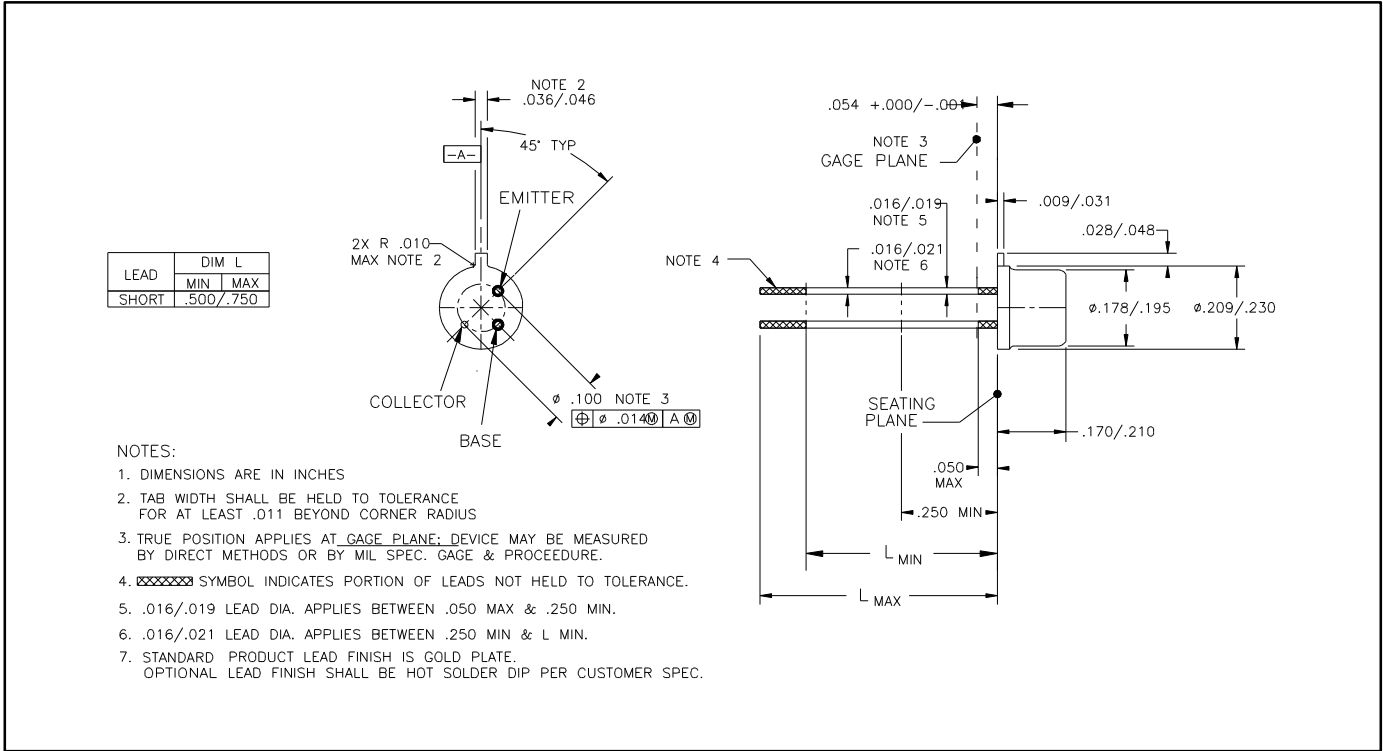 NOTE 2
.036/.046
-A-
45° TYP
EMITTER
2X R .010
MAX NOTE 2
LEAD
DIM L
MIN MAX
SHORT .500/.750
COLLECTOR
BASE
ø .100 NOTE 3
⌖ ø .014Ⓜ A Ⓜ
.054 +.000/-.001
NOTE 3
GAGE PLANE
.016/.019
NOTE 5
.009/.031
.028/.048
NOTE 4
.016/.021
NOTE 6
ø.178/.195
ø.209/.230
SEATING
PLANE
.170/.210
.050
MAX
.250 MIN
L MIN
L MAX
NOTES:
1. DIMENSIONS ARE IN INCHES
2. TAB WIDTH SHALL BE HELD TO TOLERANCE
FOR AT LEAST .011 BEYOND CORNER RADIUS
3. TRUE POSITION APPLIES AT GAGE PLANE; DEVICE MAY BE MEASURED
BY DIRECT METHODS OR BY MIL SPEC. GAGE & PROCEEDURE.
4. SYMBOL INDICATES PORTION OF LEADS NOT HELD TO TOLERANCE.
5. .016/.019 LEAD DIA. APPLIES BETWEEN .050 MAX & .250 MIN.
6. .016/.021 LEAD DIA. APPLIES BETWEEN .250 MIN & L MIN.
7. STANDARD PRODUCT LEAD FINISH IS GOLD PLATE.
OPTIONAL LEAD FINISH SHALL BE HOT SOLDER DIP PER CUSTOMER SPEC.